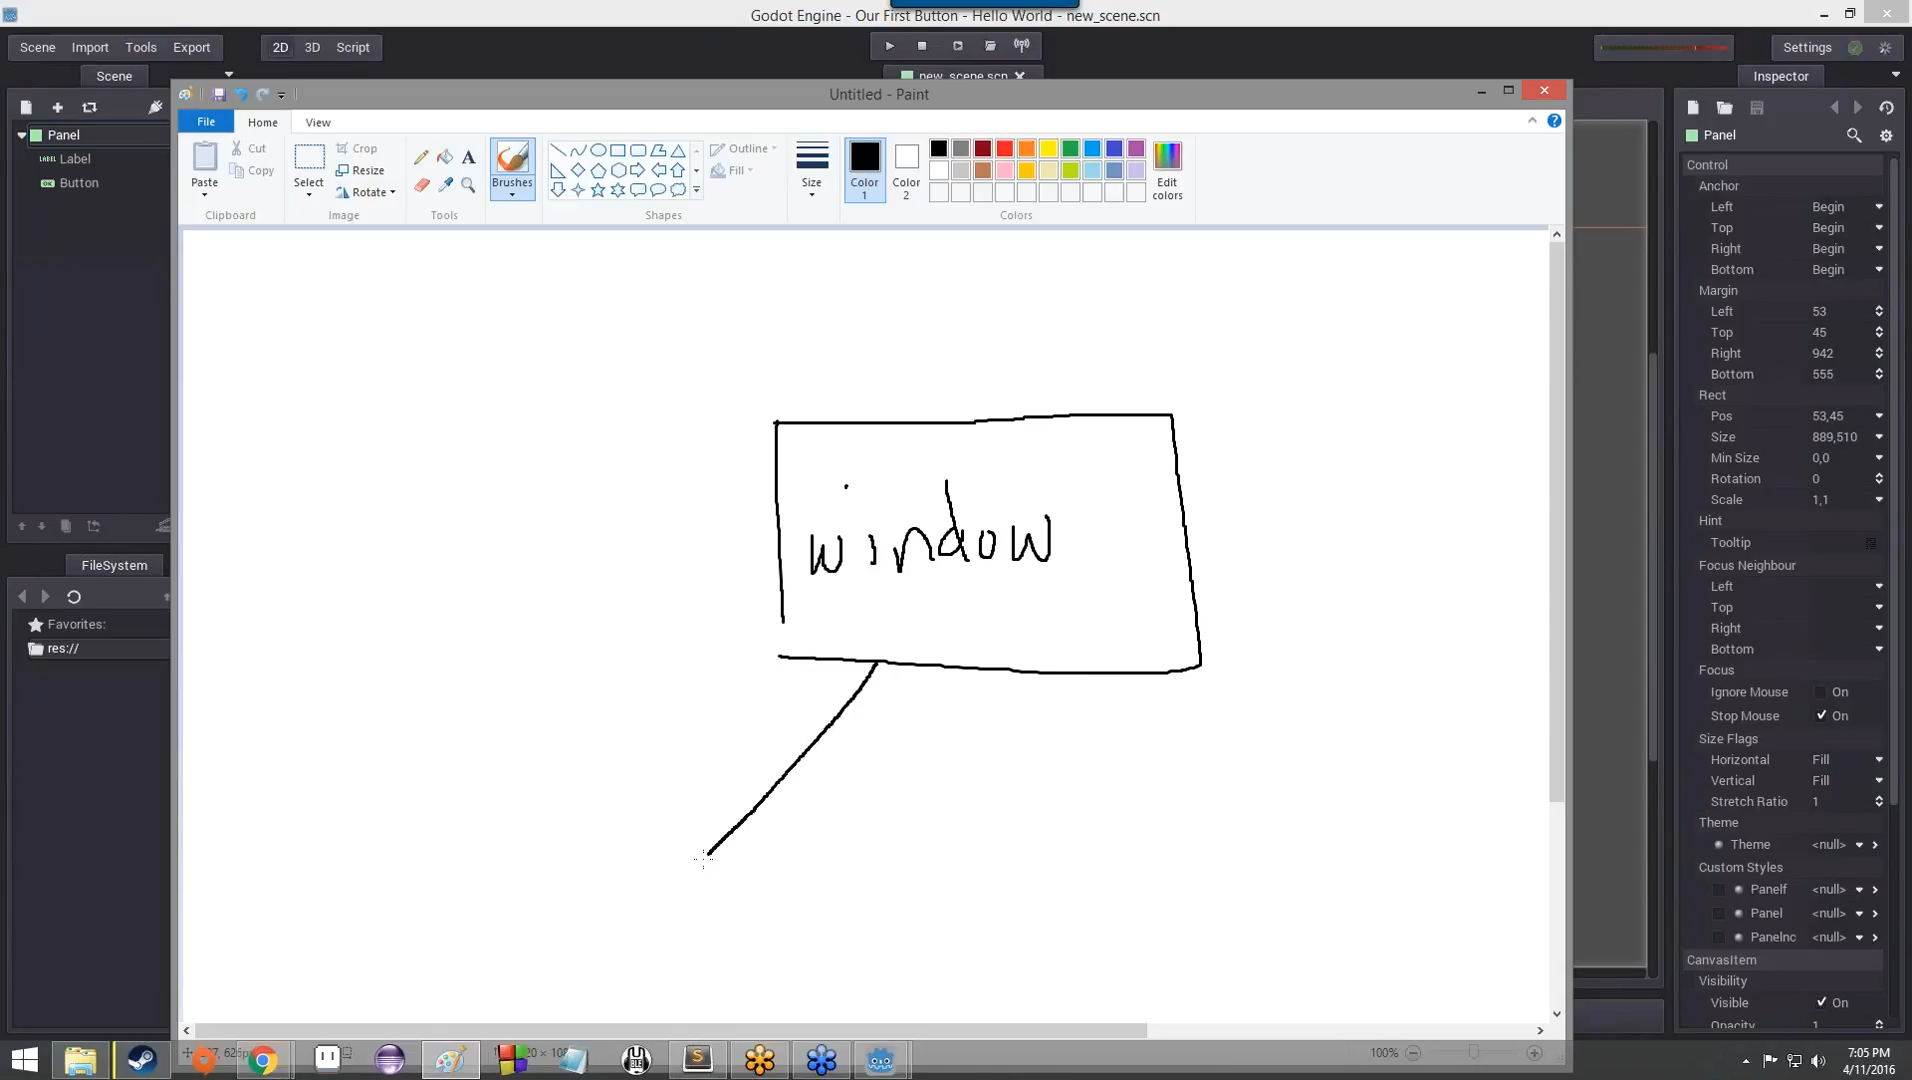 Godot Engine - Our First Button - Hello World - new_scene.scn
Scene Import Tools Export 2D 3D Script Settings
Scene new_scene.scn Inspector
Untitled - Paint
File Home View
Panel
LABEL Label
OK Button
Paste Cut Copy
Clipboard
Select Crop Resize Rotate
Image
Tools
Brushes
Outline
Fill
Shapes
Size
Color 1
Color 2
Edit colors
Colors
window
FileSystem
Favorites:
res://
Panel
Control
Anchor
Left Begin
Top Begin
Right Begin
Bottom Begin
Margin
Left 53
Top 45
Right 942
Bottom 555
Rect
Pos 53,45
Size 889,510
Min Size 0,0
Rotation 0
Scale 1,1
Hint
Tooltip
Focus Neighbour
Left
Top
Right
Bottom
Focus
Ignore Mouse On
Stop Mouse On
Size Flags
Horizontal Fill
Vertical Fill
Stretch Ratio 1
Theme
Theme <null>
Custom Styles
Panelf <null>
Panel <null>
Panelnc <null>
CanvasItem
Visibility
Visible On
Opacity 1
100%
7:05 PM
4/11/2016